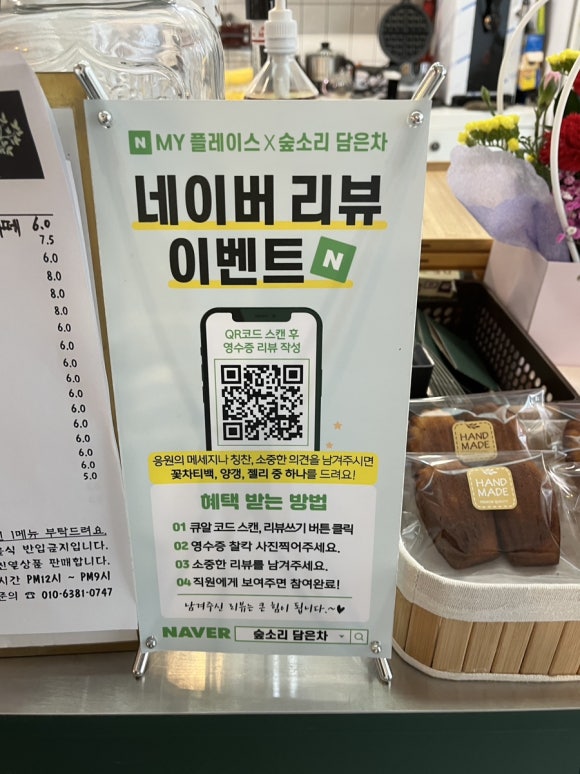 N MY 플레이스 X 숲소리 담은차
네이버 리뷰
이벤트 N
QR코드 스캔 후
영수증 리뷰 작성
응원의 메세지나 칭찬, 소중한 의견을 남겨주시면
꽃차티백, 양갱, 젤리 중 하나를 드려요!
혜택 받는 방법
01 큐알 코드 스캔, 리뷰쓰기 버튼 클릭
02 영수증 찰칵 사진찍어주세요.
03 소중한 리뷰를 남겨주세요.
04 직원에게 보여주면 참여완료!
남겨주신 리뷰는 큰 힘이 됩니다.~♥
NAVER 숲소리 담은차
6.0
7.5
6.0
8.0
8.0
8.0
6.0
6.0
6.0
6.0
6.0
6.0
6.0
6.0
6.0
5.0
1메뉴 부탁드려요.
반입금지입니다.
판매합니다.
시간 PM12시 ~ PM9시
☎ 010-6381-0747
HAND
MADE
HAND
MADE